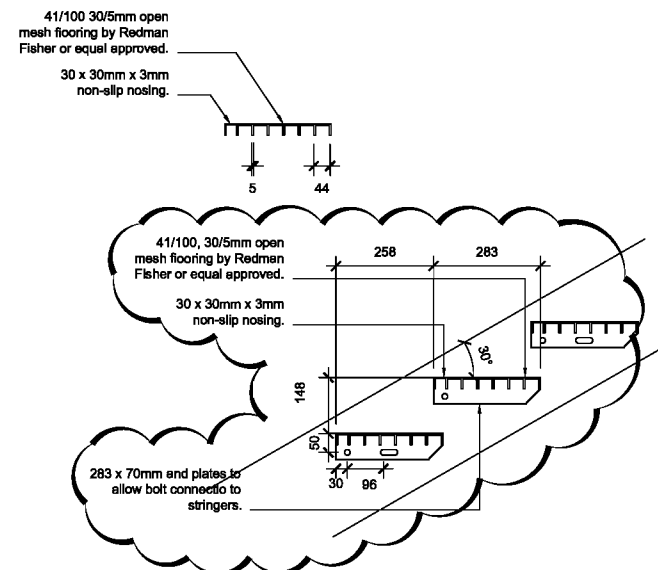 41/100 30/5mm open
mesh flooring by Redman
Fisher or equal approved.
30 x 30mm x 3mm
non-slip nosing.
5
44
41/100, 30/5mm open
mesh flooring by Redman
Fisher or equal approved.
258
283
30 x 30mm x 3mm
non-slip nosing.
30°
148
50
283 x 70mm end plates to
allow bolt connectio to
stringers.
30
96